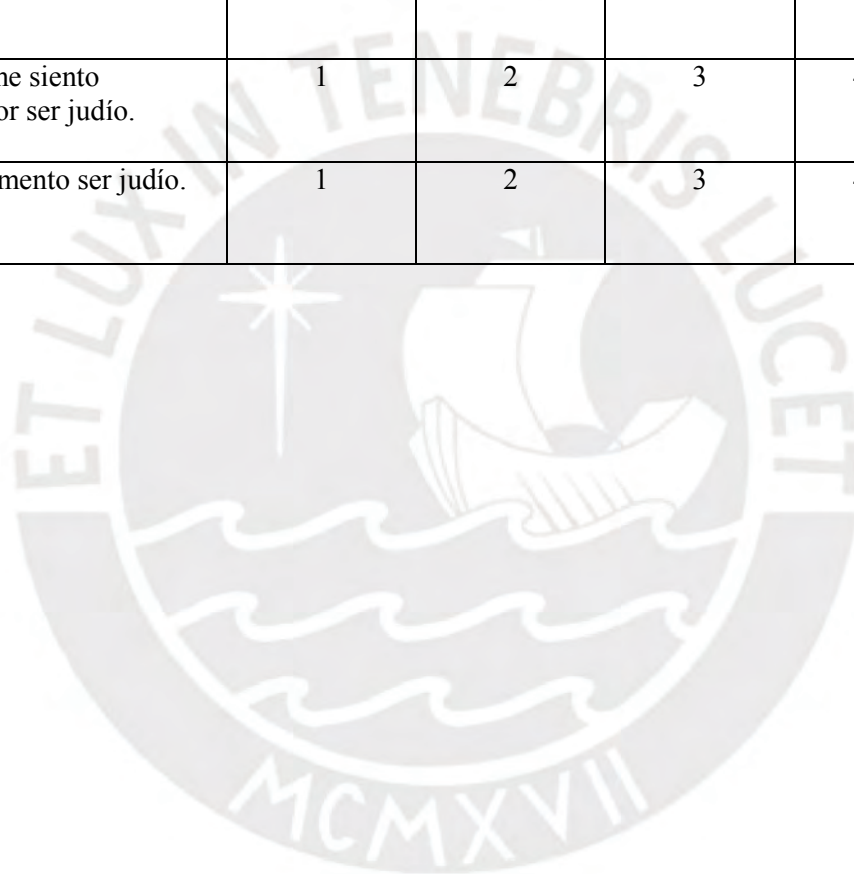 me siento 1 2 3
or ser judío.
mento ser judío. 1 2 3
ET LUX IN TENEBRIS LUCET
MCMXVII